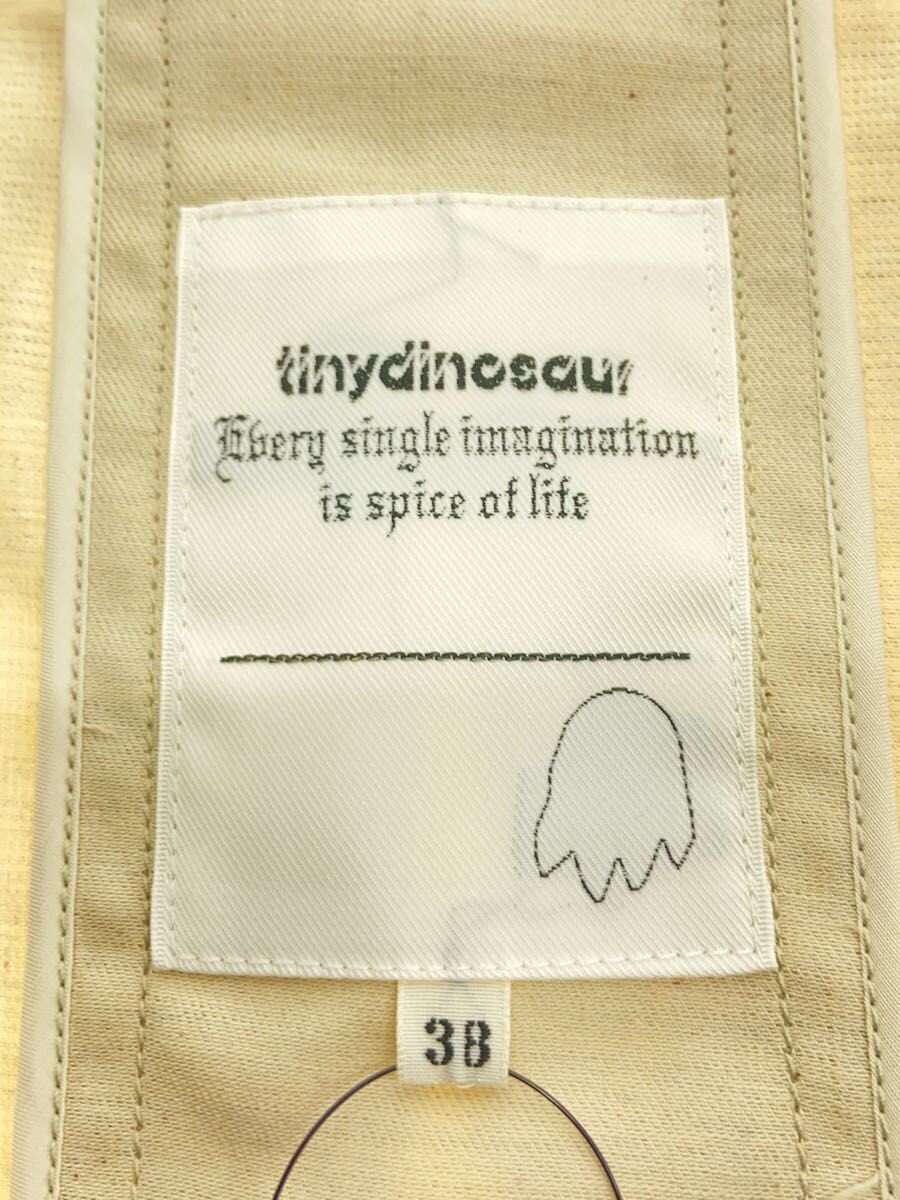 tinydinosaur
Every single imagination
is spice of life
38